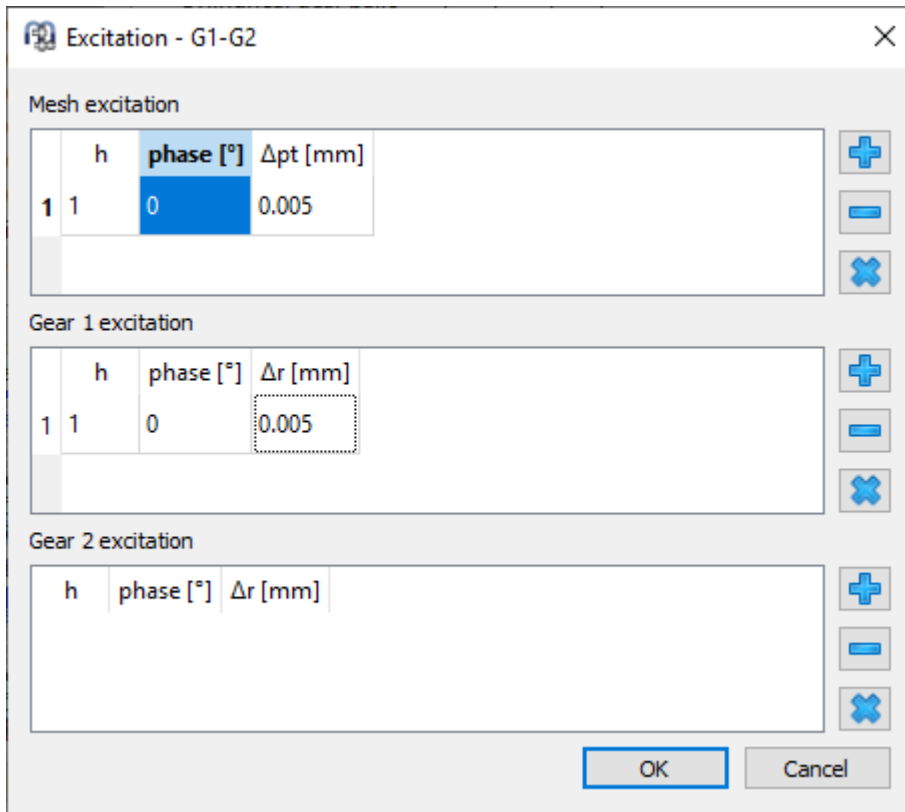 Excitation - G1-G2
Mesh excitation
h phase [°] Δpt [mm]
1 1 0 0.005
Gear 1 excitation
h phase [°] Δr [mm]
1 1 0 0.005
Gear 2 excitation
h phase [°] Δr [mm]
OK Cancel